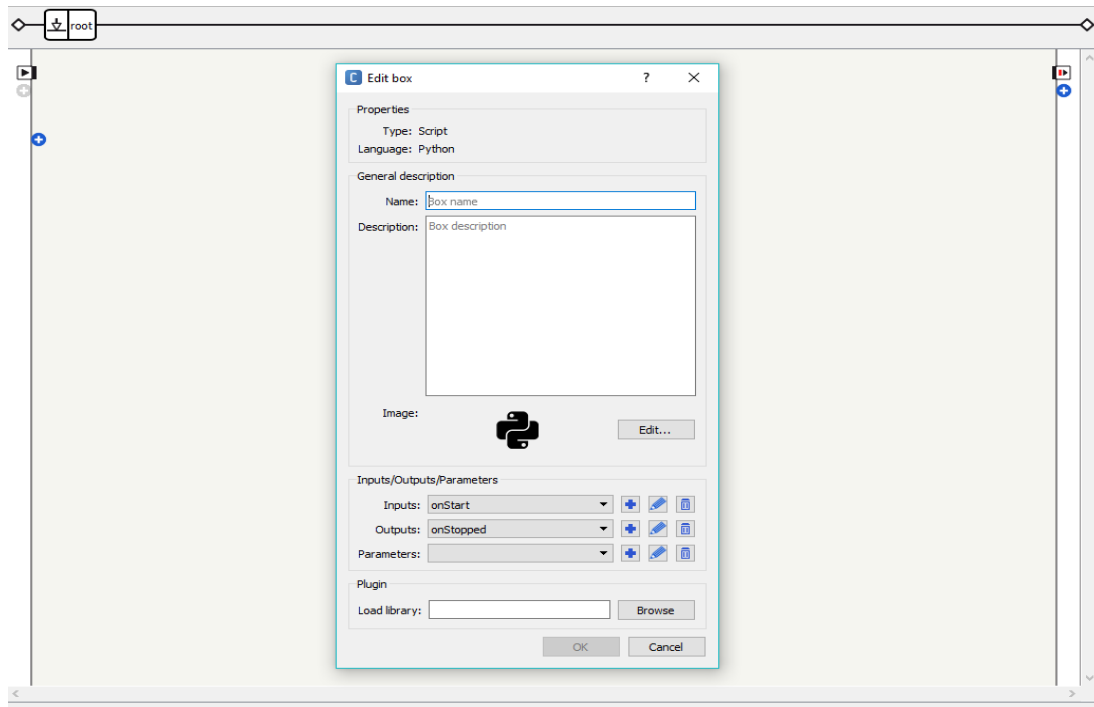 root
C Edit box ?
Properties
Type: Script
Language: Python
General description
Name: Box name
Description: Box description
Image:
Edit...
Inputs/Outputs/Parameters
Inputs: onStart
Outputs: onStopped
Parameters:
Plugin
Load library: Browse
OK Cancel